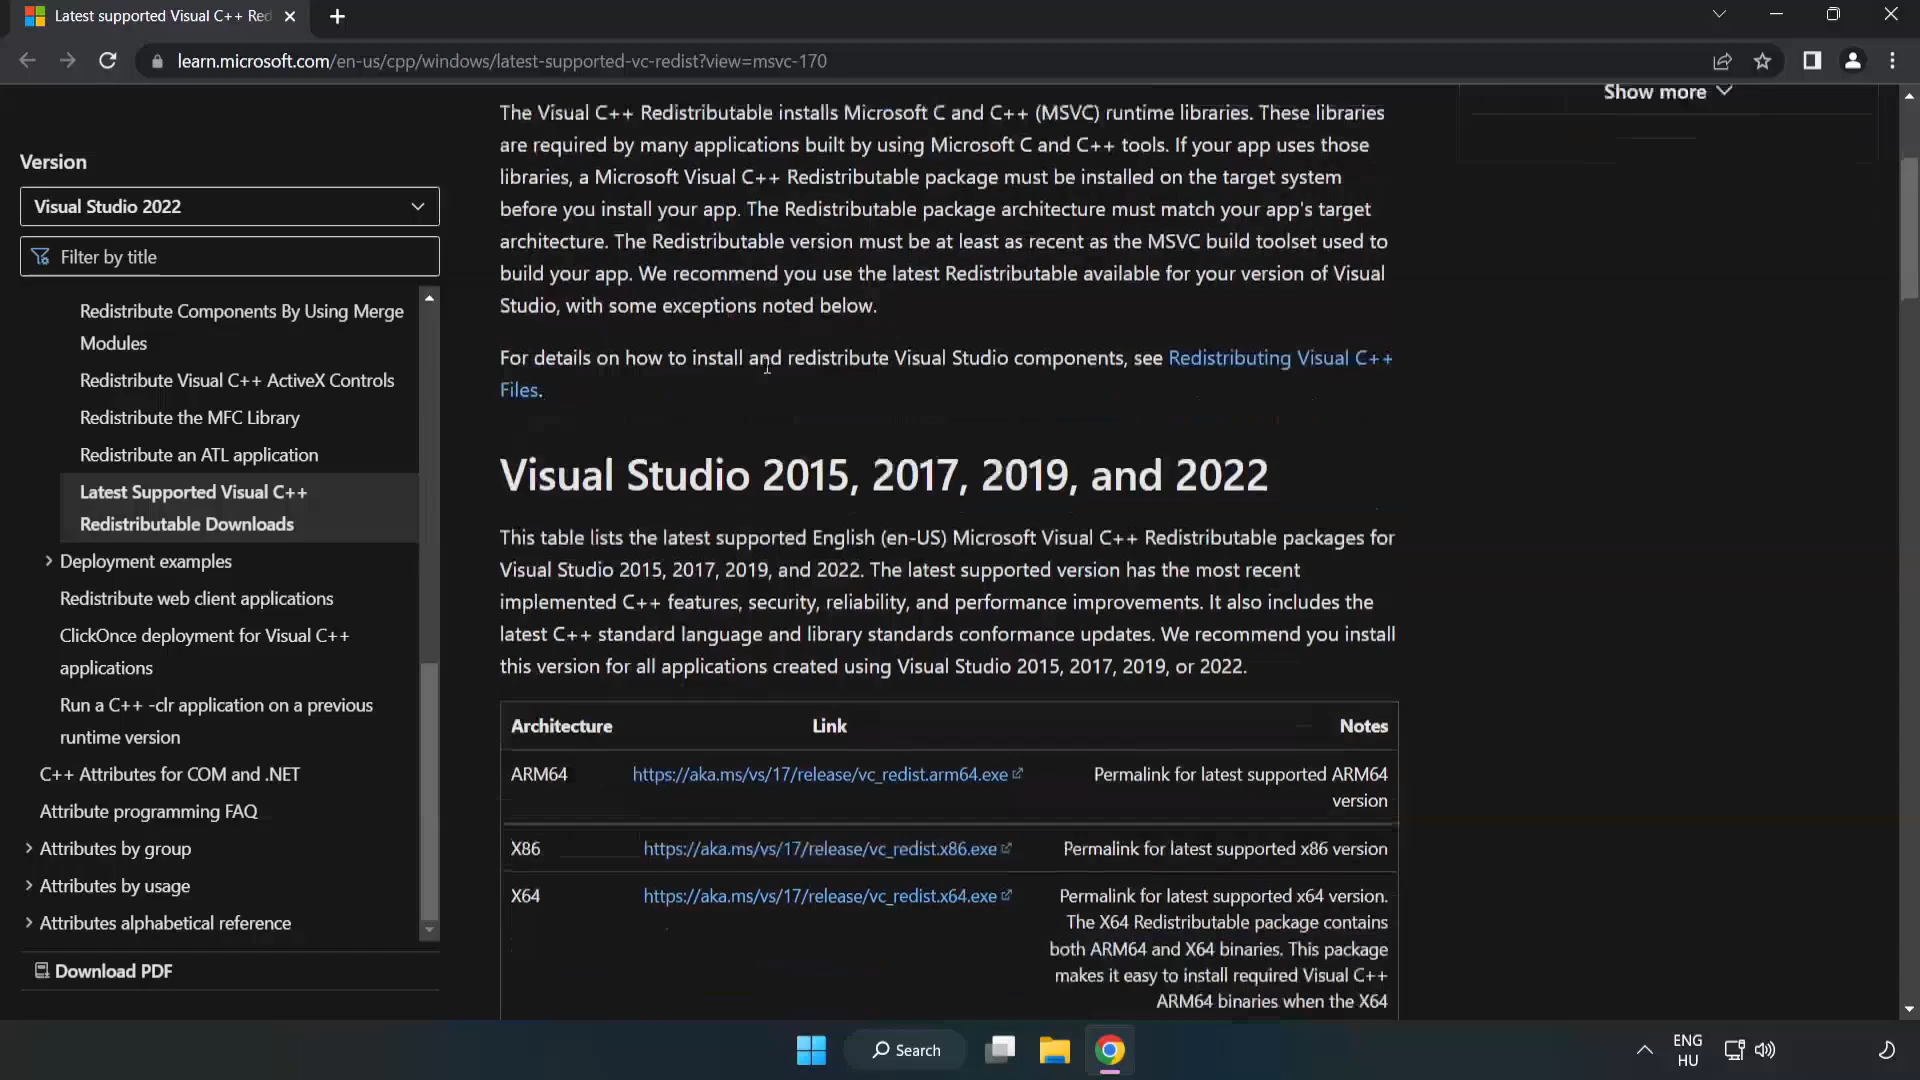 Latest supported Visual C++ Red
learn.microsoft.com/en-us/cpp/windows/latest-supported-vc-redist?view=msvc-170
Version
Visual Studio 2022
Filter by title
Redistribute Components By Using Merge
Modules
Redistribute Visual C++ ActiveX Controls
Redistribute the MFC Library
Redistribute an ATL application
Latest Supported Visual C++
Redistributable Downloads
Deployment examples
Redistribute web client applications
ClickOnce deployment for Visual C++
applications
Run a C++ -clr application on a previous
runtime version
C++ Attributes for COM and .NET
Attribute programming FAQ
Attributes by group
Attributes by usage
Attributes alphabetical reference
Download PDF
The Visual C++ Redistributable installs Microsoft C and C++ (MSVC) runtime libraries. These libraries
are required by many applications built by using Microsoft C and C++ tools. If your app uses those
libraries, a Microsoft Visual C++ Redistributable package must be installed on the target system
before you install your app. The Redistributable package architecture must match your app's target
architecture. The Redistributable version must be at least as recent as the MSVC build toolset used to
build your app. We recommend you use the latest Redistributable available for your version of Visual
Studio, with some exceptions noted below.
For details on how to install and redistribute Visual Studio components, see Redistributing Visual C++
Files.
Visual Studio 2015, 2017, 2019, and 2022
This table lists the latest supported English (en-US) Microsoft Visual C++ Redistributable packages for
Visual Studio 2015, 2017, 2019, and 2022. The latest supported version has the most recent
implemented C++ features, security, reliability, and performance improvements. It also includes the
latest C++ standard language and library standards conformance updates. We recommend you install
this version for all applications created using Visual Studio 2015, 2017, 2019, or 2022.
Architecture Link Notes
ARM64 https://aka.ms/vs/17/release/vc_redist.arm64.exe Permalink for latest supported ARM64
version
X86 https://aka.ms/vs/17/release/vc_redist.x86.exe Permalink for latest supported x86 version
X64 https://aka.ms/vs/17/release/vc_redist.x64.exe Permalink for latest supported x64 version.
The X64 Redistributable package contains
both ARM64 and X64 binaries. This package
makes it easy to install required Visual C++
ARM64 binaries when the X64
Show more
Search
ENG
HU